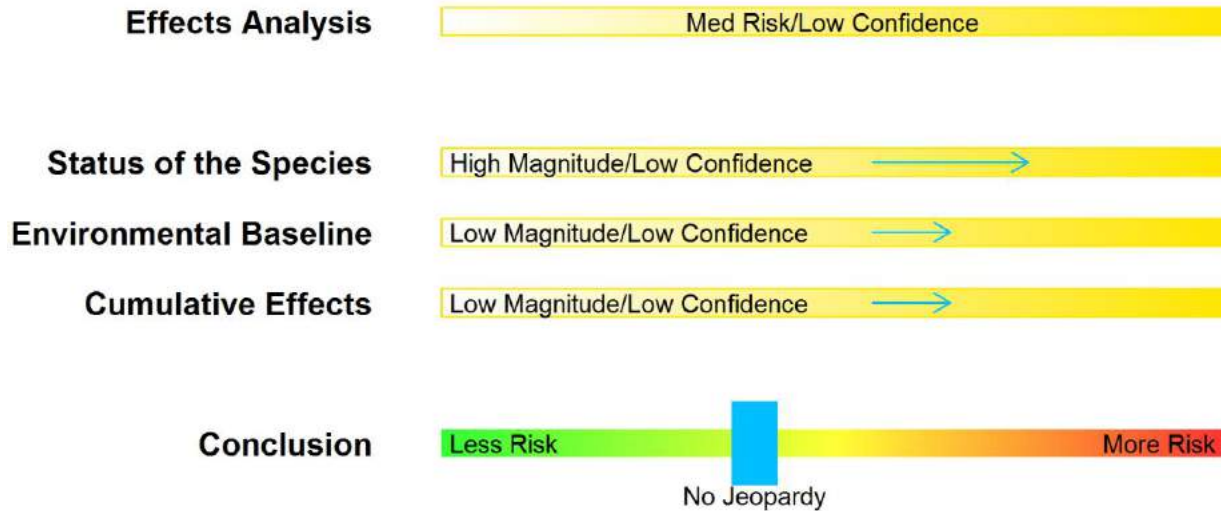 Effects Analysis Med Risk/Low Confidence
Status of the Species High Magnitude/Low Confidence
Environmental Baseline Low Magnitude/Low Confidence
Cumulative Effects Low Magnitude/Low Confidence
Conclusion Less Risk More Risk
No Jeopardy